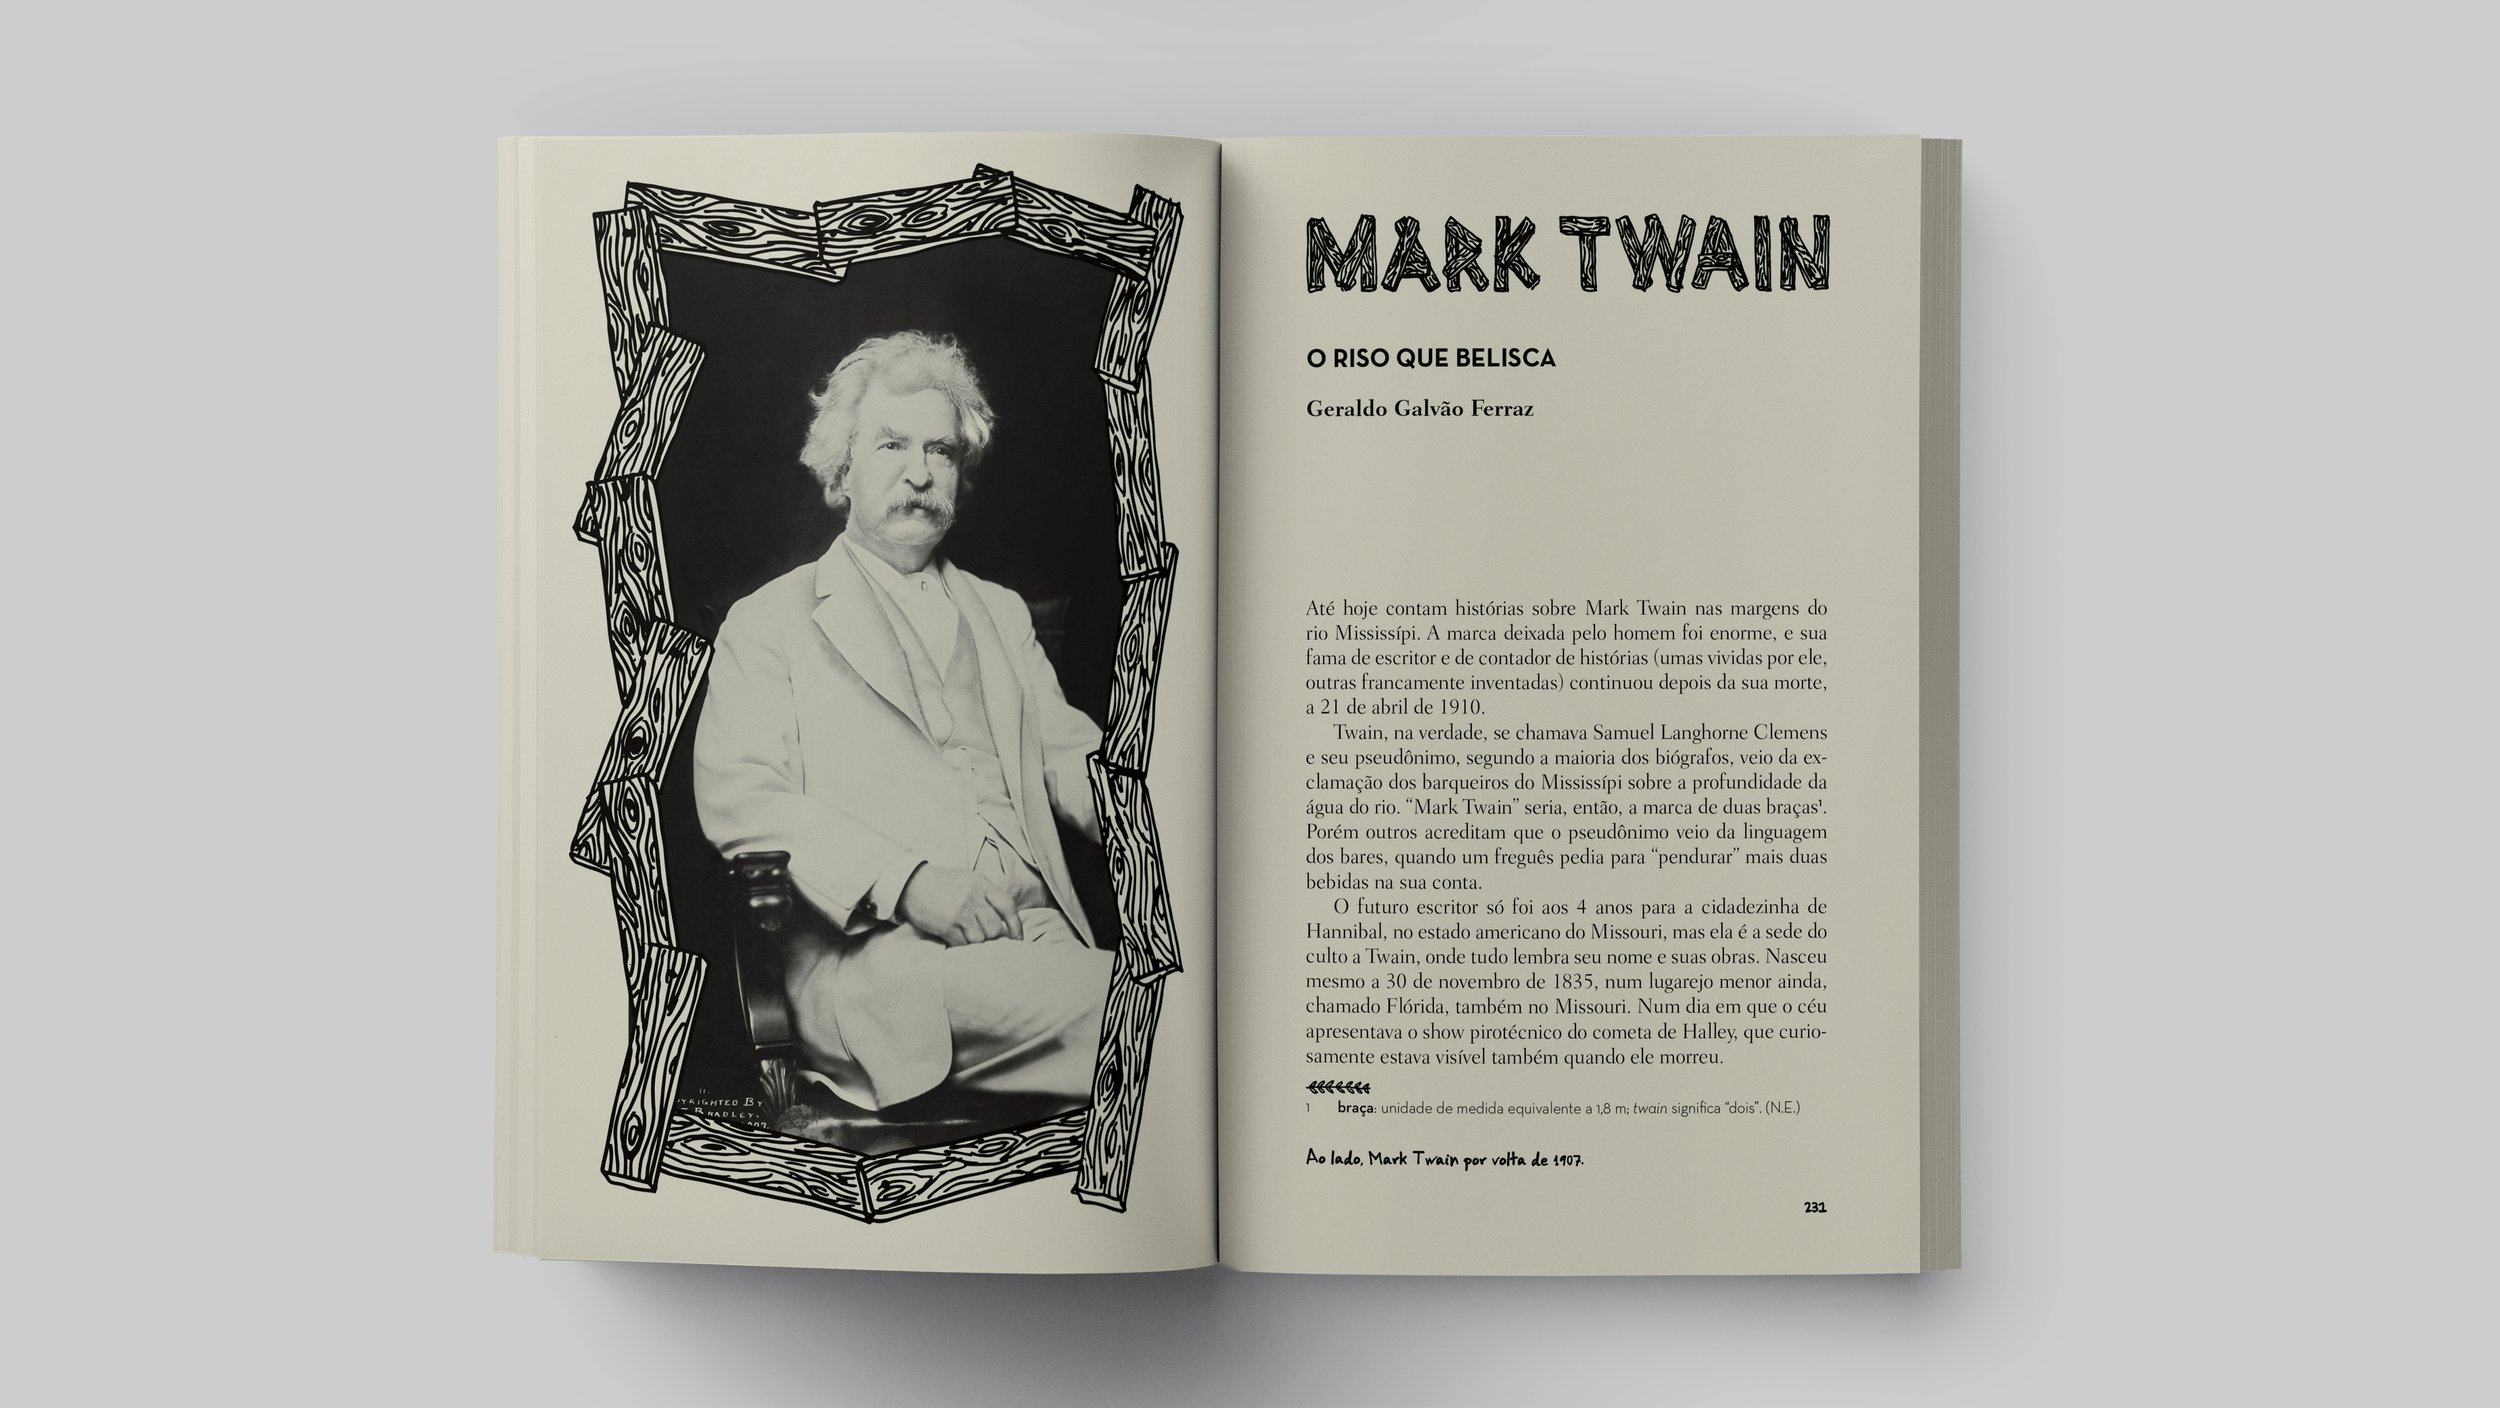 11.
COPYRIGHTED BY
BRADLEY.
1907.
MARK TWAIN
O RISO QUE BELISCA
Geraldo Galvão Ferraz
Até hoje contam histórias sobre Mark Twain nas margens do
rio Mississípi. A marca deixada pelo homem foi enorme, e sua
fama de escritor e de contador de histórias (umas vividas por ele,
outras francamente inventadas) continuou depois da sua morte,
a 21 de abril de 1910.
Twain, na verdade, se chamava Samuel Langhorne Clemens
e seu pseudônimo, segundo a maioria dos biógrafos, veio da ex-
clamação dos barqueiros do Mississípi sobre a profundidade da
água do rio. “Mark Twain” seria, então, a marca de duas braças¹.
Porém outros acreditam que o pseudônimo veio da linguagem
dos bares, quando um freguês pedia para “pendurar” mais duas
bebidas na sua conta.
O futuro escritor só foi aos 4 anos para a cidadezinha de
Hannibal, no estado americano do Missouri, mas ela é a sede do
culto a Twain, onde tudo lembra seu nome e suas obras. Nasceu
mesmo a 30 de novembro de 1835, num lugarejo menor ainda,
chamado Flórida, também no Missouri. Num dia em que o céu
apresentava o show pirotécnico do cometa de Halley, que curio-
samente estava visível também quando ele morreu.
1 braça: unidade de medida equivalente a 1,8 m; twain significa “dois”. (N.E.)
Ao lado, Mark Twain por volta de 1907.
231